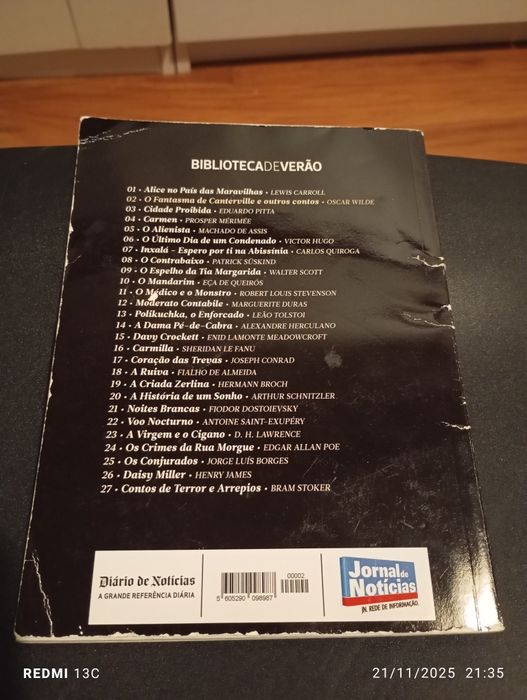 BIBLIOTECADEVERÃO
01 • Alice no País das Maravilhas • LEWIS CARROLL
02 • O Fantasma de Canterville e outros contos • OSCAR WILDE
03 • Cidade Proibida • EDUARDO PITTA
04 • Carmen • PROSPER MÉRIMÉE
05 • O Alienista • MACHADO DE ASSIS
06 • O Último Dia de um Condenado • VICTOR HUGO
07 • Inxalá - Espero por ti na Abissínia • CARLOS QUIROGA
08 • O Contrabaixo • PATRICK SÜSKIND
09 • O Espelho da Tia Margarida • WALTER SCOTT
10 • O Mandarim • EÇA DE QUEIRÓS
11 • O Médico e o Monstro • ROBERT LOUIS STEVENSON
12 • Moderato Contabile • MARGUERITE DURAS
13 • Polikuchka, o Enforcado • LEÃO TOLSTOI
14 • A Dama Pé-de-Cabra • ALEXANDRE HERCULANO
15 • Davy Crockett • ENID LAMONTE MEADOWCROFT
16 • Carmilla • SHERIDAN LE FANU
17 • Coração das Trevas • JOSEPH CONRAD
18 • A Ruiva • FIALHO DE ALMEIDA
19 • A Criada Zerlina • HERMANN BROCH
20 • A História de um Sonho • ARTHUR SCHNITZLER
21 • Noites Brancas • FIODOR DOSTOIEVSKY
22 • Voo Nocturno • ANTOINE SAINT-EXUPÉRY
23 • A Virgem e o Cigano • D. H. LAWRENCE
24 • Os Crimes da Rua Morgue • EDGAR ALLAN POE
25 • Os Conjurados • JORGE LUÍS BORGES
26 • Daisy Miller • HENRY JAMES
27 • Contos de Terror e Arrepios • BRAM STOKER
Diário de Notícias
A GRANDE REFERÊNCIA DIÁRIA
00002
5 605290 098987
Jornal de
Notícias
JN. REDE DE INFORMAÇÃO.
REDMI 13C
21/11/2025 21:35